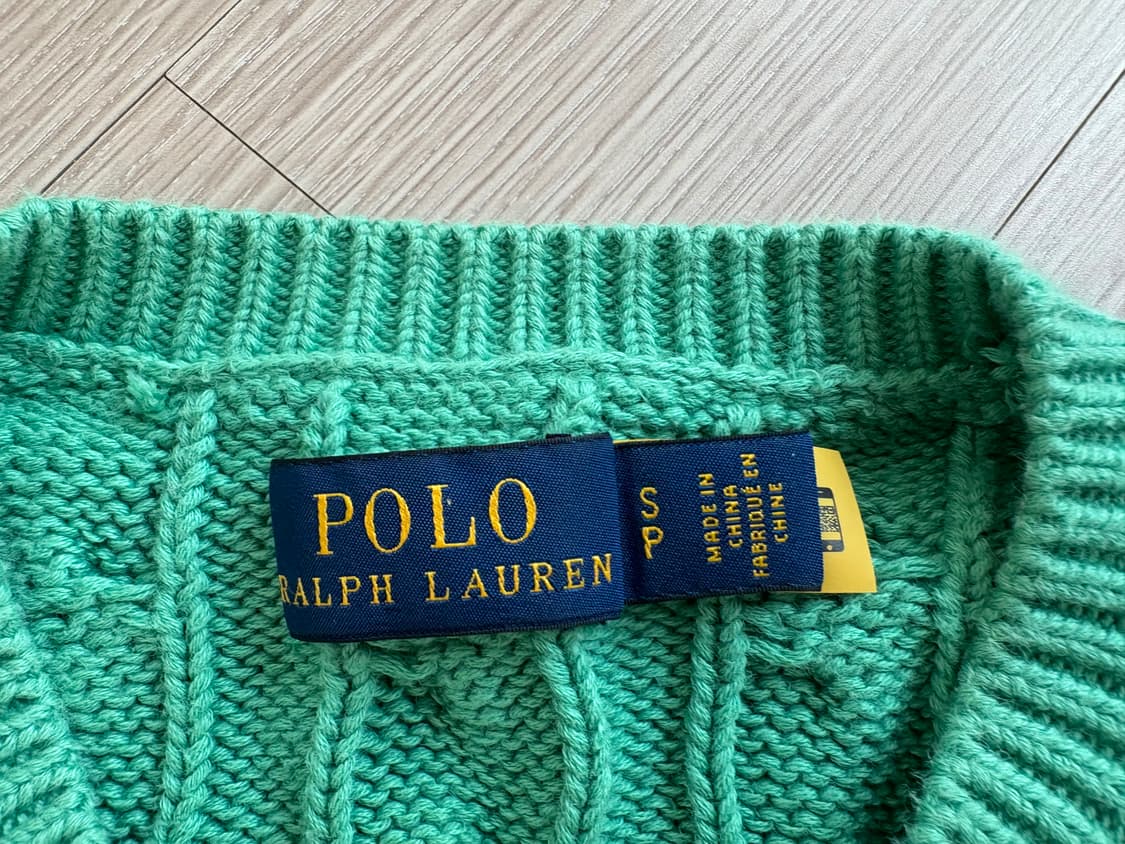 POLO
RALPH LAUREN
S
P
MADE IN
CHINA
FABRIQUÉ EN
CHINE